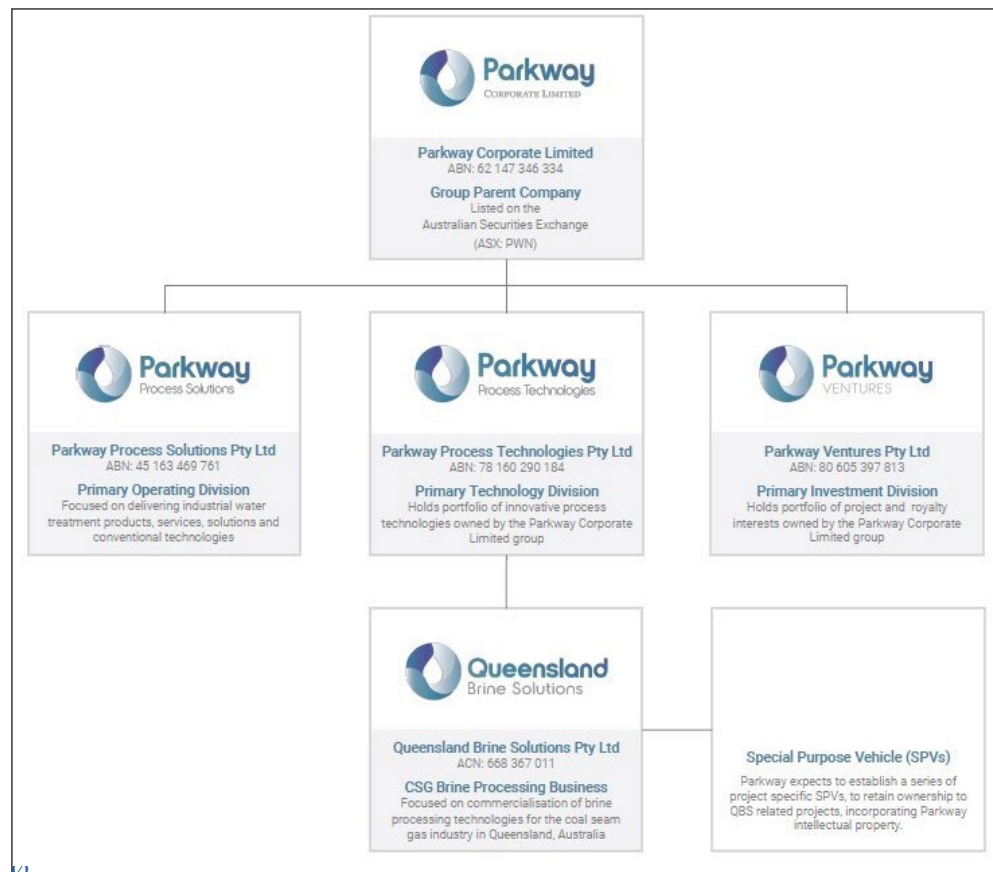 Parkway
CORPORATE LIMITED
Parkway Corporate Limited
ABN: 62 147 346 334
Group Parent Company
Listed on the
Australian Securities Exchange
(ASX: PWN)
Parkway
Process Solutions
Parkway Process Solutions Pty Ltd
ABN: 45 163 469 761
Primary Operating Division
Focused on delivering industrial water
treatment products, services, solutions and
conventional technologies
Parkway
Process Technologies
Parkway Process Technologies Pty Ltd
ABN: 78 160 290 184
Primary Technology Division
Holds portfolio of innovative process
technologies owned by the Parkway Corporate
Limited group
Parkway
VENTURES
Parkway Ventures Pty Ltd
ABN: 80 605 397 813
Primary Investment Division
Holds portfolio of project and royalty
interests owned by the Parkway Corporate
Limited group
Queensland
Brine Solutions
Queensland Brine Solutions Pty Ltd
ACN: 668 367 011
CSG Brine Processing Business
Focused on commercialisation of brine
processing technologies for the coal seam
gas industry in Queensland, Australia
Special Purpose Vehicle (SPVs)
Parkway expects to establish a series of
project specific SPVs, to retain ownership to
QBS related projects, incorporating Parkway
intellectual property.